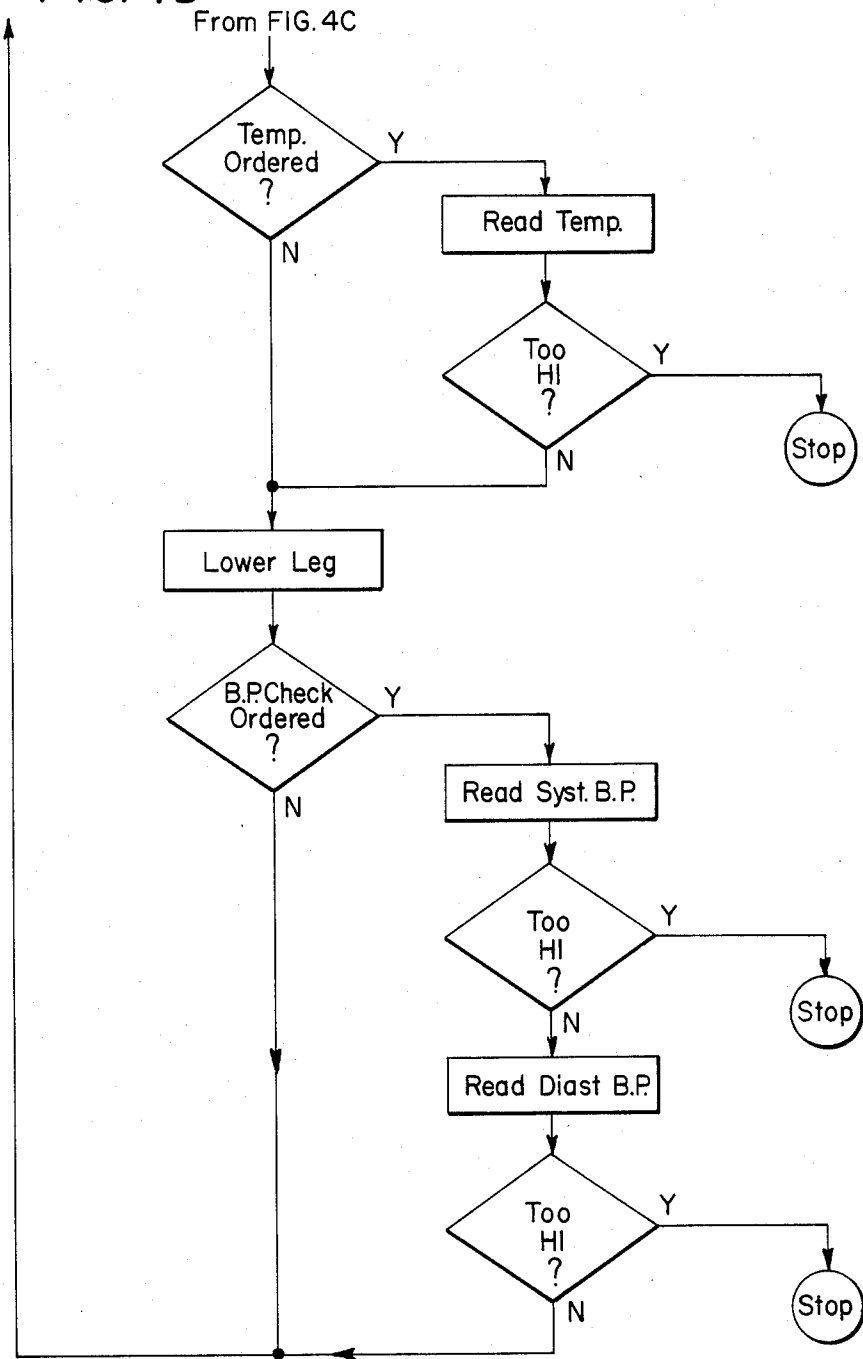 From FIG. 4C
Temp.
Ordered
?
Y
N
Read Temp.
Too
HI
?
Y
N
Stop
Lower Leg
B.P. Check
Ordered
?
Y
N
Read Syst. B.P.
Too
HI
?
Y
N
Stop
Read Diast B.P.
Too
HI
?
Y
N
Stop